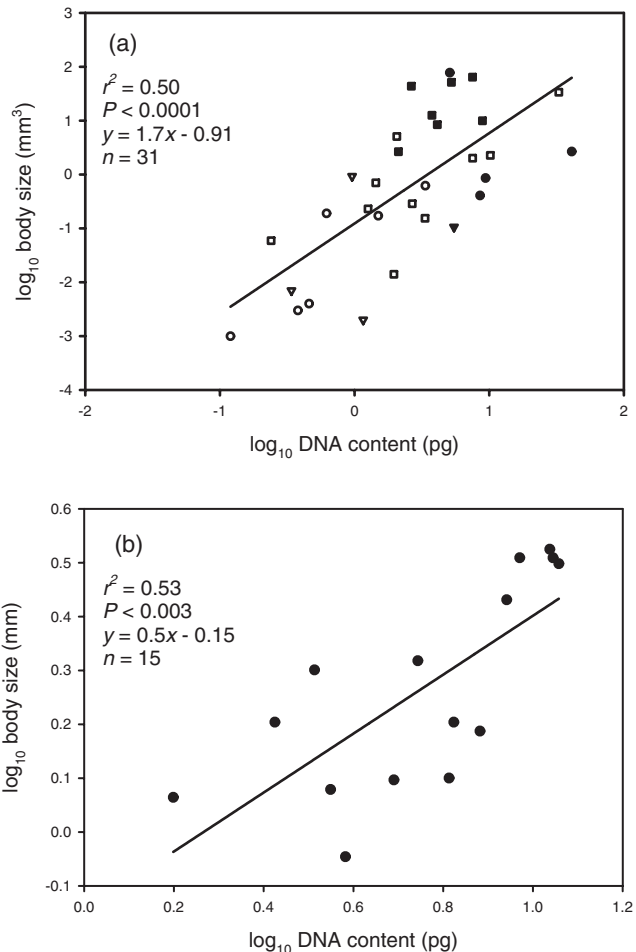 (a)
r² = 0.50
P < 0.0001
y = 1.7x - 0.91
n = 31
3
2
1
0
-1
-2
-3
-4
log₁₀ body size (mm³)
-2 -1 0 1 2
log₁₀ DNA content (pg)
(b)
r² = 0.53
P < 0.003
y = 0.5x - 0.15
n = 15
0.6
0.5
0.4
0.3
0.2
0.1
0.0
-0.1
log₁₀ body size (mm)
0.0 0.2 0.4 0.6 0.8 1.0 1.2
log₁₀ DNA content (pg)